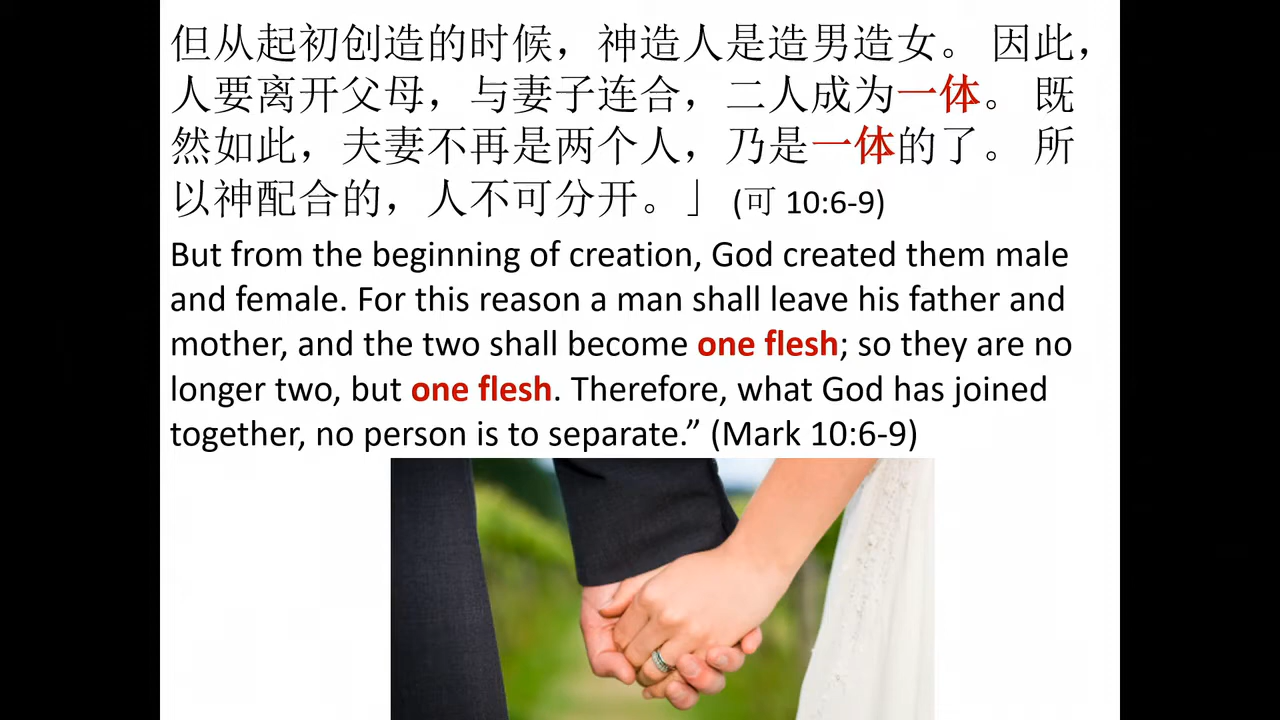 但从起初创造的时候，神造人是造男造女。 因此，
人要离开父母，与妻子连合，二人成为一体。 既
然如此，夫妻不再是两个人，乃是一体的了。 所
以神配合的，人不可分开。」 (可 10:6-9)
But from the beginning of creation, God created them male
and female. For this reason a man shall leave his father and
mother, and the two shall become one flesh; so they are no
longer two, but one flesh. Therefore, what God has joined
together, no person is to separate.” (Mark 10:6-9)